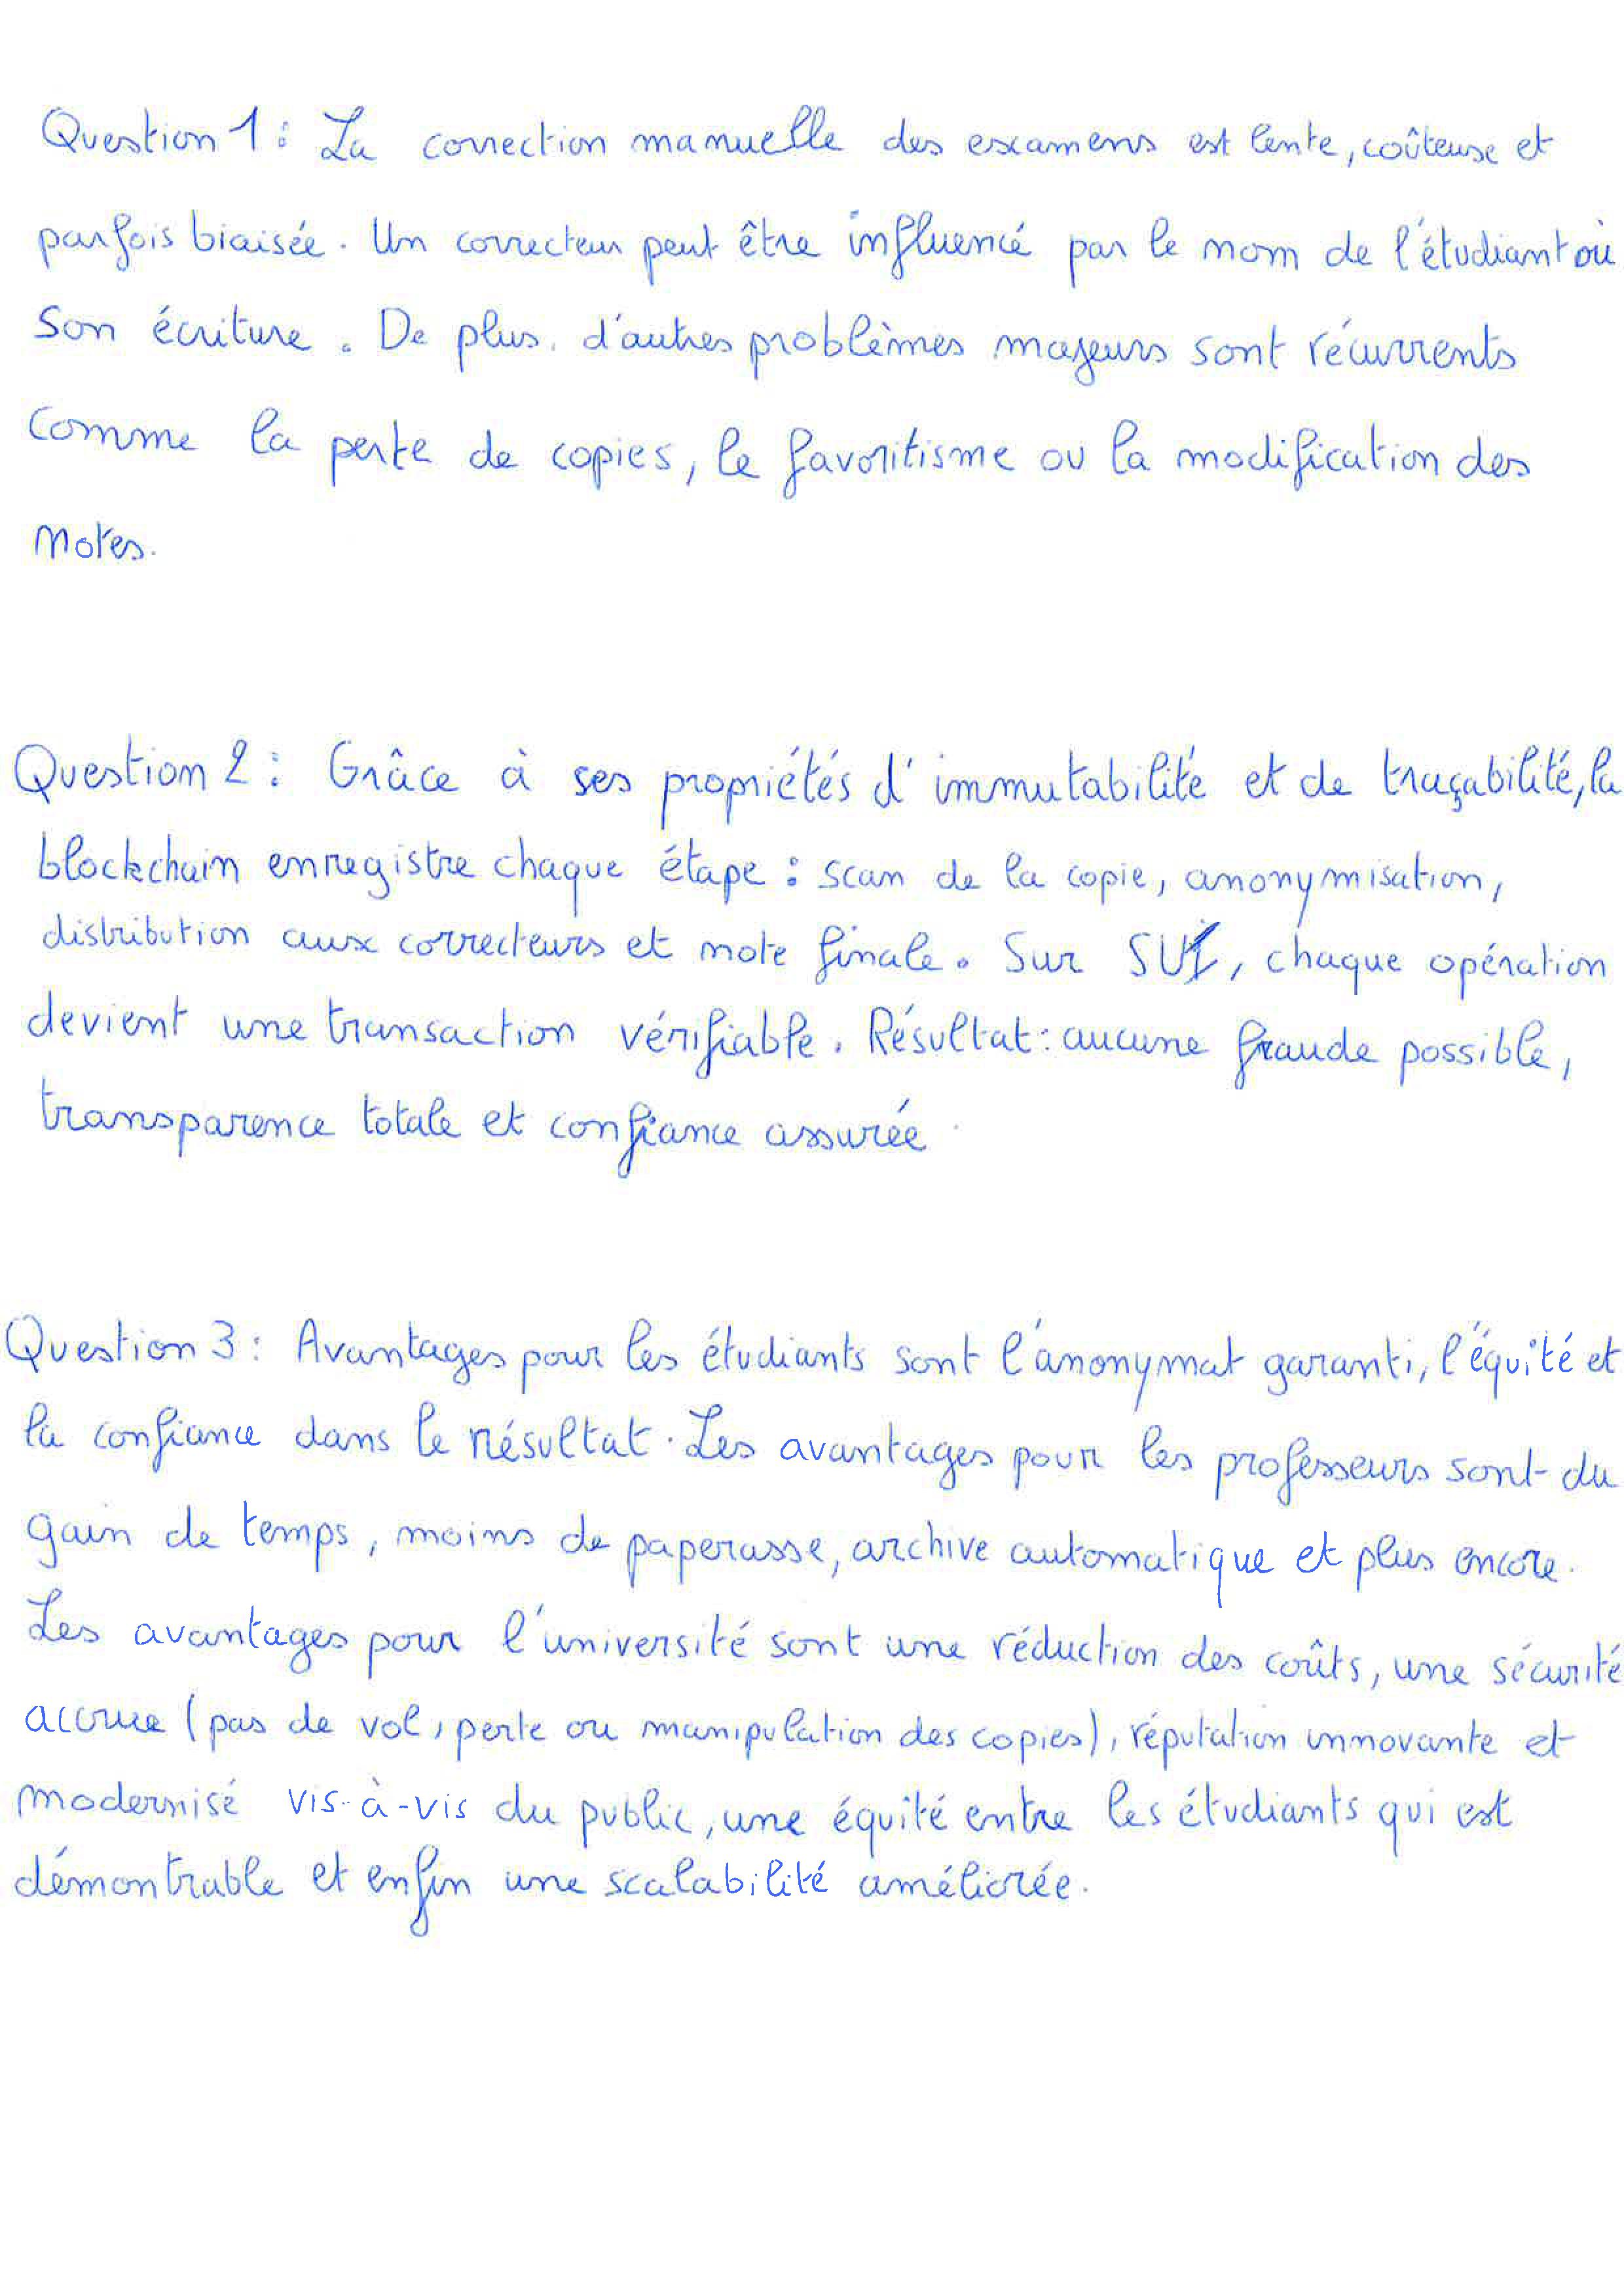 Question 1 : La correction manuelle des examens est lente, coûteuse et
parfois biaisée. Un correcteur peut être influencé par le nom de l'étudiant ou
son écriture. De plus, d'autres problèmes majeurs sont récurrents
comme la perte de copies, le favoritisme ou la modification des
notes.
Question 2 : Grâce à ses propriétés d'immutabilité et de traçabilité, la
blockchain enregistre chaque étape : scan de la copie, anonymisation,
distribution aux correcteurs et note finale. Sur SUI, chaque opération
devient une transaction vérifiable. Résultat : aucune fraude possible,
transparence totale et confiance assurée.
Question 3 : Avantages pour les étudiants sont l'anonymat garanti, l'équité et
la confiance dans le résultat. Les avantages pour les professeurs sont du
gain de temps, moins de paperasse, archive automatique et plus encore.
Les avantages pour l'université sont une réduction des coûts, une sécurité
accrue (pas de vol, perte ou manipulation des copies), réputation innovante et
modernisé vis-à-vis du public, une équité entre les étudiants qui est
démontrable et enfin une scalabilité améliorée.